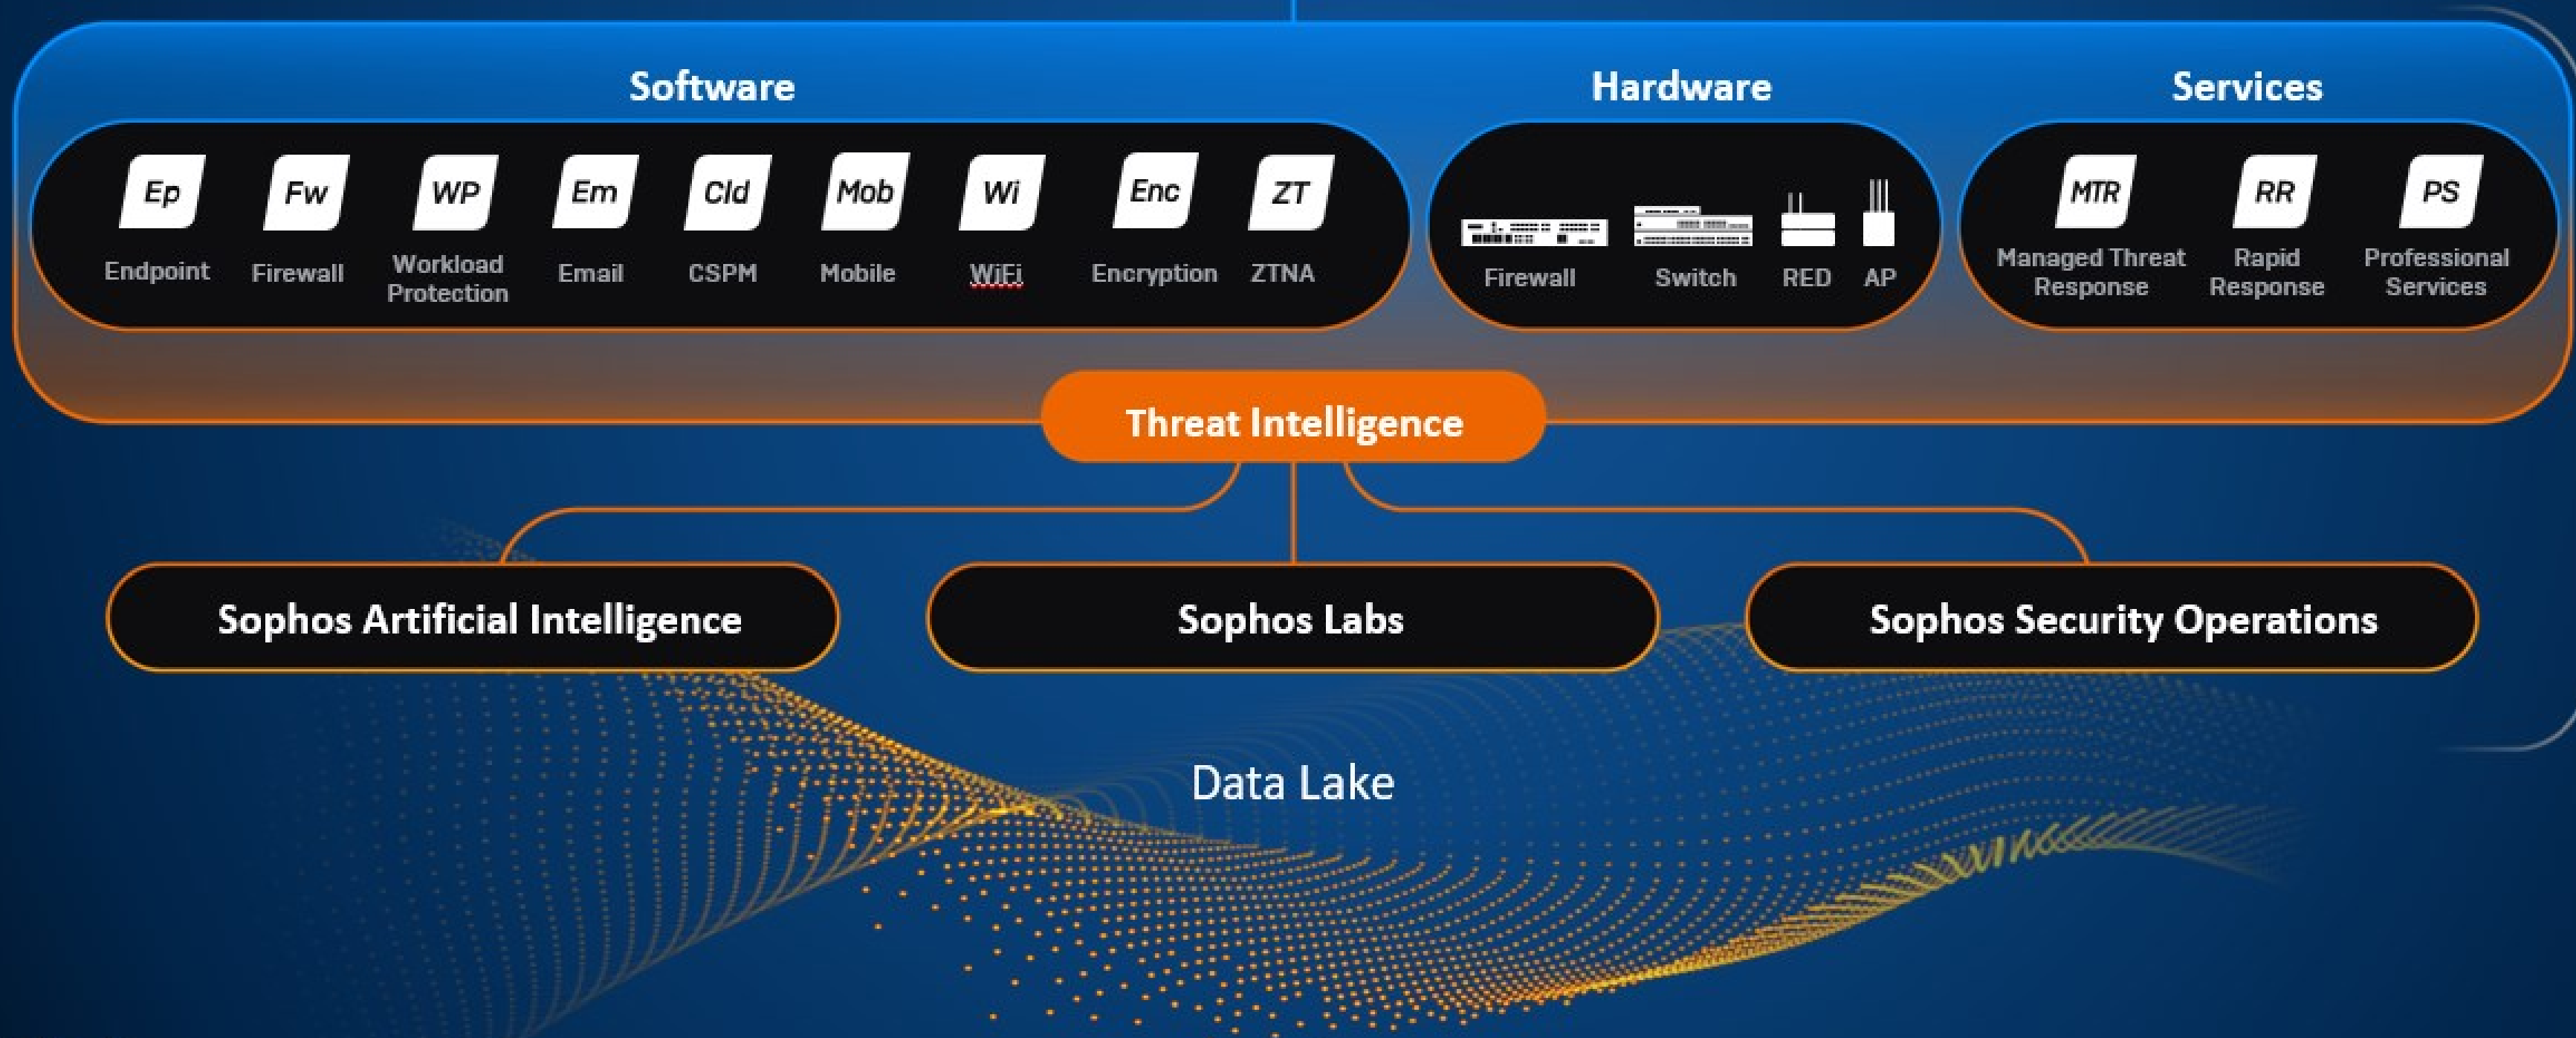 Software
Hardware
Services
Ep
Fw
WP
Em
Cld
Mob
Wi
Enc
ZT
MTR
RR
PS
Endpoint
Firewall
Workload
Protection
Email
CSPM
Mobile
WiFi
Encryption
ZTNA
Firewall
Switch
RED
AP
Managed Threat
Response
Rapid
Response
Professional
Services
Threat Intelligence
Sophos Artificial Intelligence
Sophos Labs
Sophos Security Operations
Data Lake